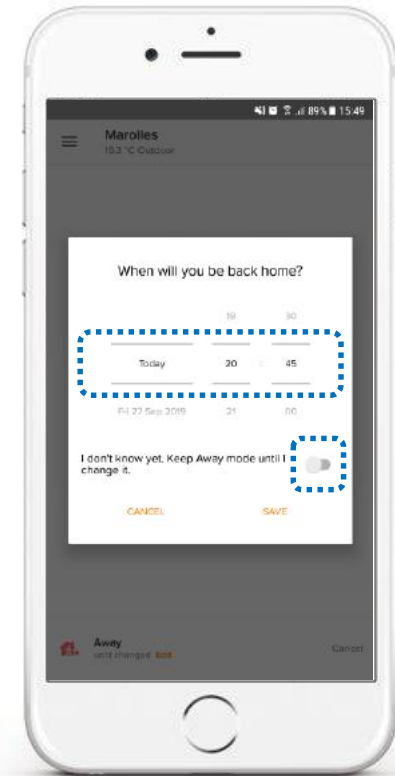 89% 15:49
Marolles
When will you be back home?
19 30
Today 20 : 45
Fri 27 Sep 2019 21 00
I don't know yet. Keep Away mode until I
change it.
CANCEL SAVE
Away
until changed Edit Cancel